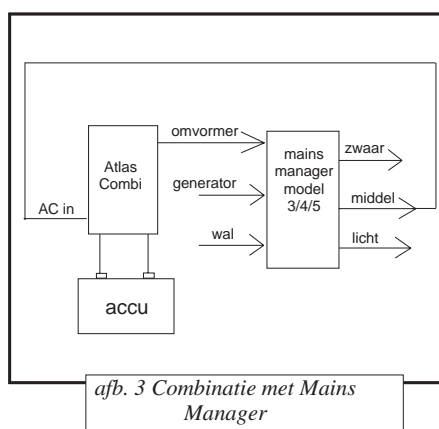 omvormer
Atlas
Combi
AC in
accu
generator
wal
mains
manager
model
3/4/5
zwaar
middel
licht
afb. 3 Combinatie met Mains
Manager